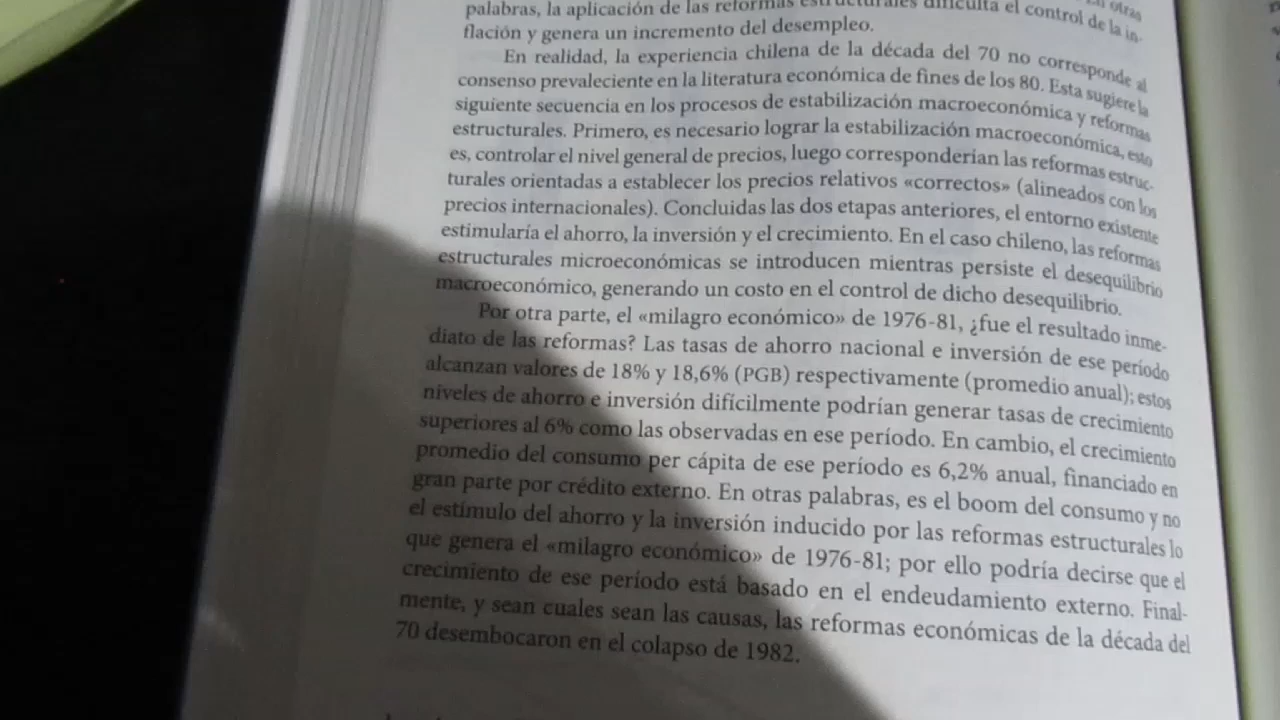 En otras
palabras, la aplicación de las reformas estructurales dificulta el control de la in-
flación y genera un incremento del desempleo.
En realidad, la experiencia chilena de la década del 70 no corresponde al
consenso prevaleciente en la literatura económica de fines de los 80. Esta sugiere la
siguiente secuencia en los procesos de estabilización macroeconómica y reformas
estructurales. Primero, es necesario lograr la estabilización macroeconómica, esto
es, controlar el nivel general de precios, luego corresponderían las reformas estruc-
turales orientadas a establecer los precios relativos «correctos» (alineados con los
precios internacionales). Concluidas las dos etapas anteriores, el entorno existente
estimularía el ahorro, la inversión y el crecimiento. En el caso chileno, las reformas
estructurales microeconómicas se introducen mientras persiste el desequilibrio
macroeconómico, generando un costo en el control de dicho desequilibrio.
Por otra parte, el «milagro económico» de 1976-81, ¿fue el resultado inme-
diato de las reformas? Las tasas de ahorro nacional e inversión de ese período
alcanzan valores de 18% y 18,6% (PGB) respectivamente (promedio anual); estos
niveles de ahorro e inversión difícilmente podrían generar tasas de crecimiento
superiores al 6% como las observadas en ese período. En cambio, el crecimiento
promedio del consumo per cápita de ese período es 6,2% anual, financiado en
gran parte por crédito externo. En otras palabras, es el boom del consumo y no
el estímulo del ahorro y la inversión inducido por las reformas estructurales lo
que genera el «milagro económico» de 1976-81; por ello podría decirse que el
crecimiento de ese período está basado en el endeudamiento externo. Final-
mente, y sean cuales sean las causas, las reformas económicas de la década del
70 desembocaron en el colapso de 1982.